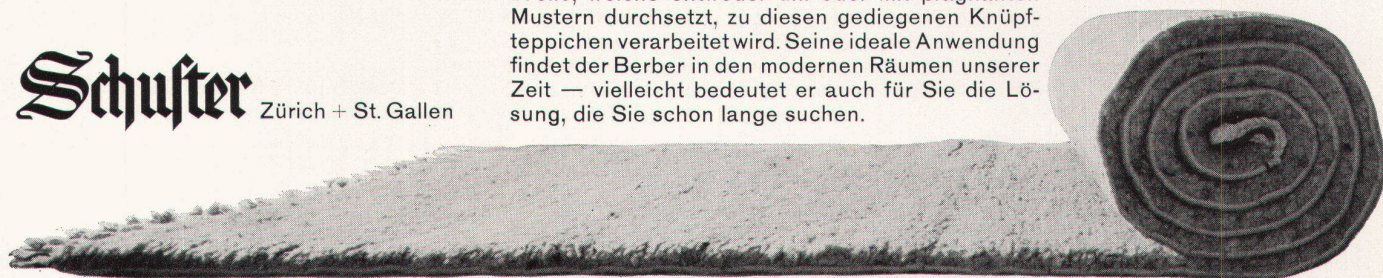 Mustern durchsetzt, zu diesen gediegenen Knüpf-
teppichen verarbeitet wird. Seine ideale Anwendung
findet der Berber in den modernen Räumen unserer
Zeit — vielleicht bedeutet er auch für Sie die Lö-
sung, die Sie schon lange suchen.
Schuster Zürich + St. Gallen